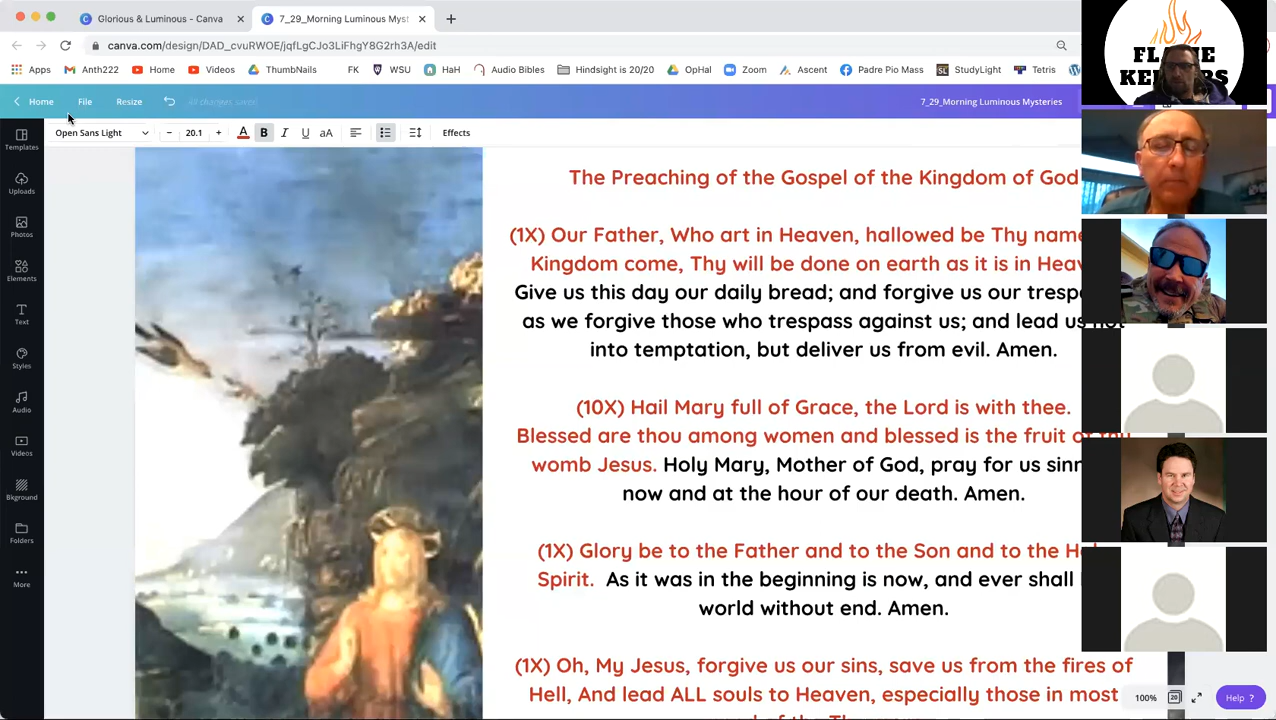 Glorious & Luminous - Canva
7_29_Morning Luminous Myst
canva.com/design/DAD_cvuRWOE/jqfLgCJo3LiFhgY8G2rh3A/edit
Apps Anth222 Home Videos ThumbNails FK WSU HaH Audio Bibles Hindsight is 20/20 OpHal Zoom Ascent Padre Pio Mass StudyLight Tetris
Home File Resize All changes saved 7_29_Morning Luminous Mysteries
Open Sans Light – 20.1 + A B I U aA Effects
Templates
Uploads
Photos
Elements
Text
Styles
Audio
Videos
Bkground
Folders
More
The Preaching of the Gospel of the Kingdom of God
(1X) Our Father, Who art in Heaven, hallowed be Thy name
Kingdom come, Thy will be done on earth as it is in Heav
Give us this day our daily bread; and forgive us our tresp
as we forgive those who trespass against us; and lead us not
into temptation, but deliver us from evil. Amen.
(10X) Hail Mary full of Grace, the Lord is with thee.
Blessed are thou among women and blessed is the fruit of thy
womb Jesus. Holy Mary, Mother of God, pray for us sinn
now and at the hour of our death. Amen.
(1X) Glory be to the Father and to the Son and to the Ho
Spirit. As it was in the beginning is now, and ever shall
world without end. Amen.
(1X) Oh, My Jesus, forgive us our sins, save us from the fires of
Hell, And lead ALL souls to Heaven, especially those in most
100% 20 Help ?